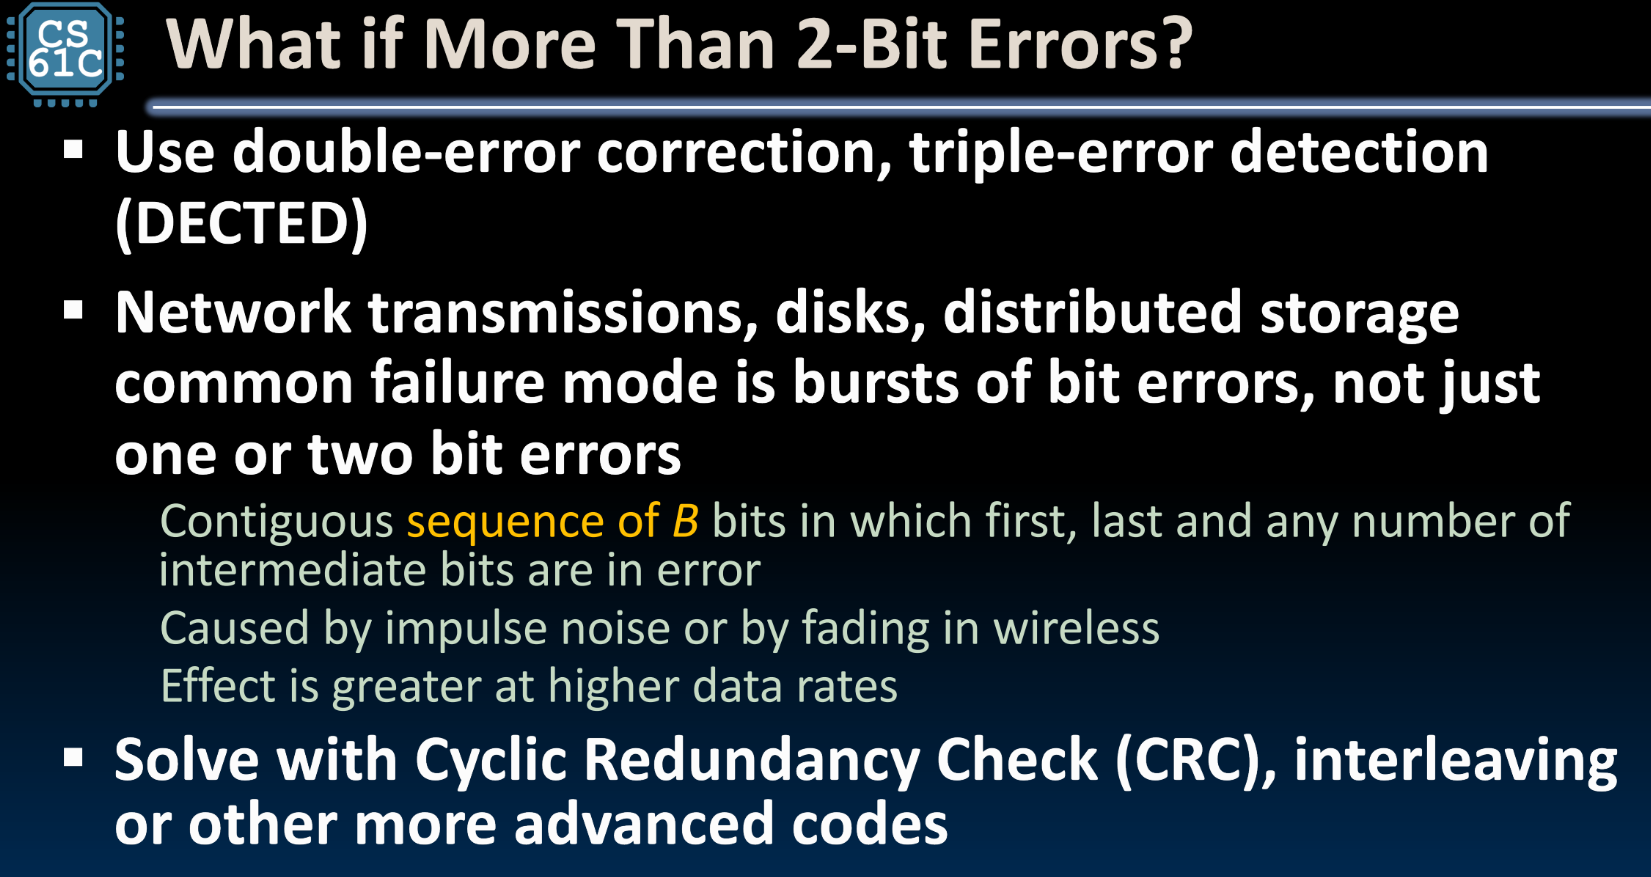 CS
61C
What if More Than 2-Bit Errors?
▪ Use double-error correction, triple-error detection
(DECTED)
▪ Network transmissions, disks, distributed storage
common failure mode is bursts of bit errors, not just
one or two bit errors
Contiguous sequence of B bits in which first, last and any number of
intermediate bits are in error
Caused by impulse noise or by fading in wireless
Effect is greater at higher data rates
▪ Solve with Cyclic Redundancy Check (CRC), interleaving
or other more advanced codes